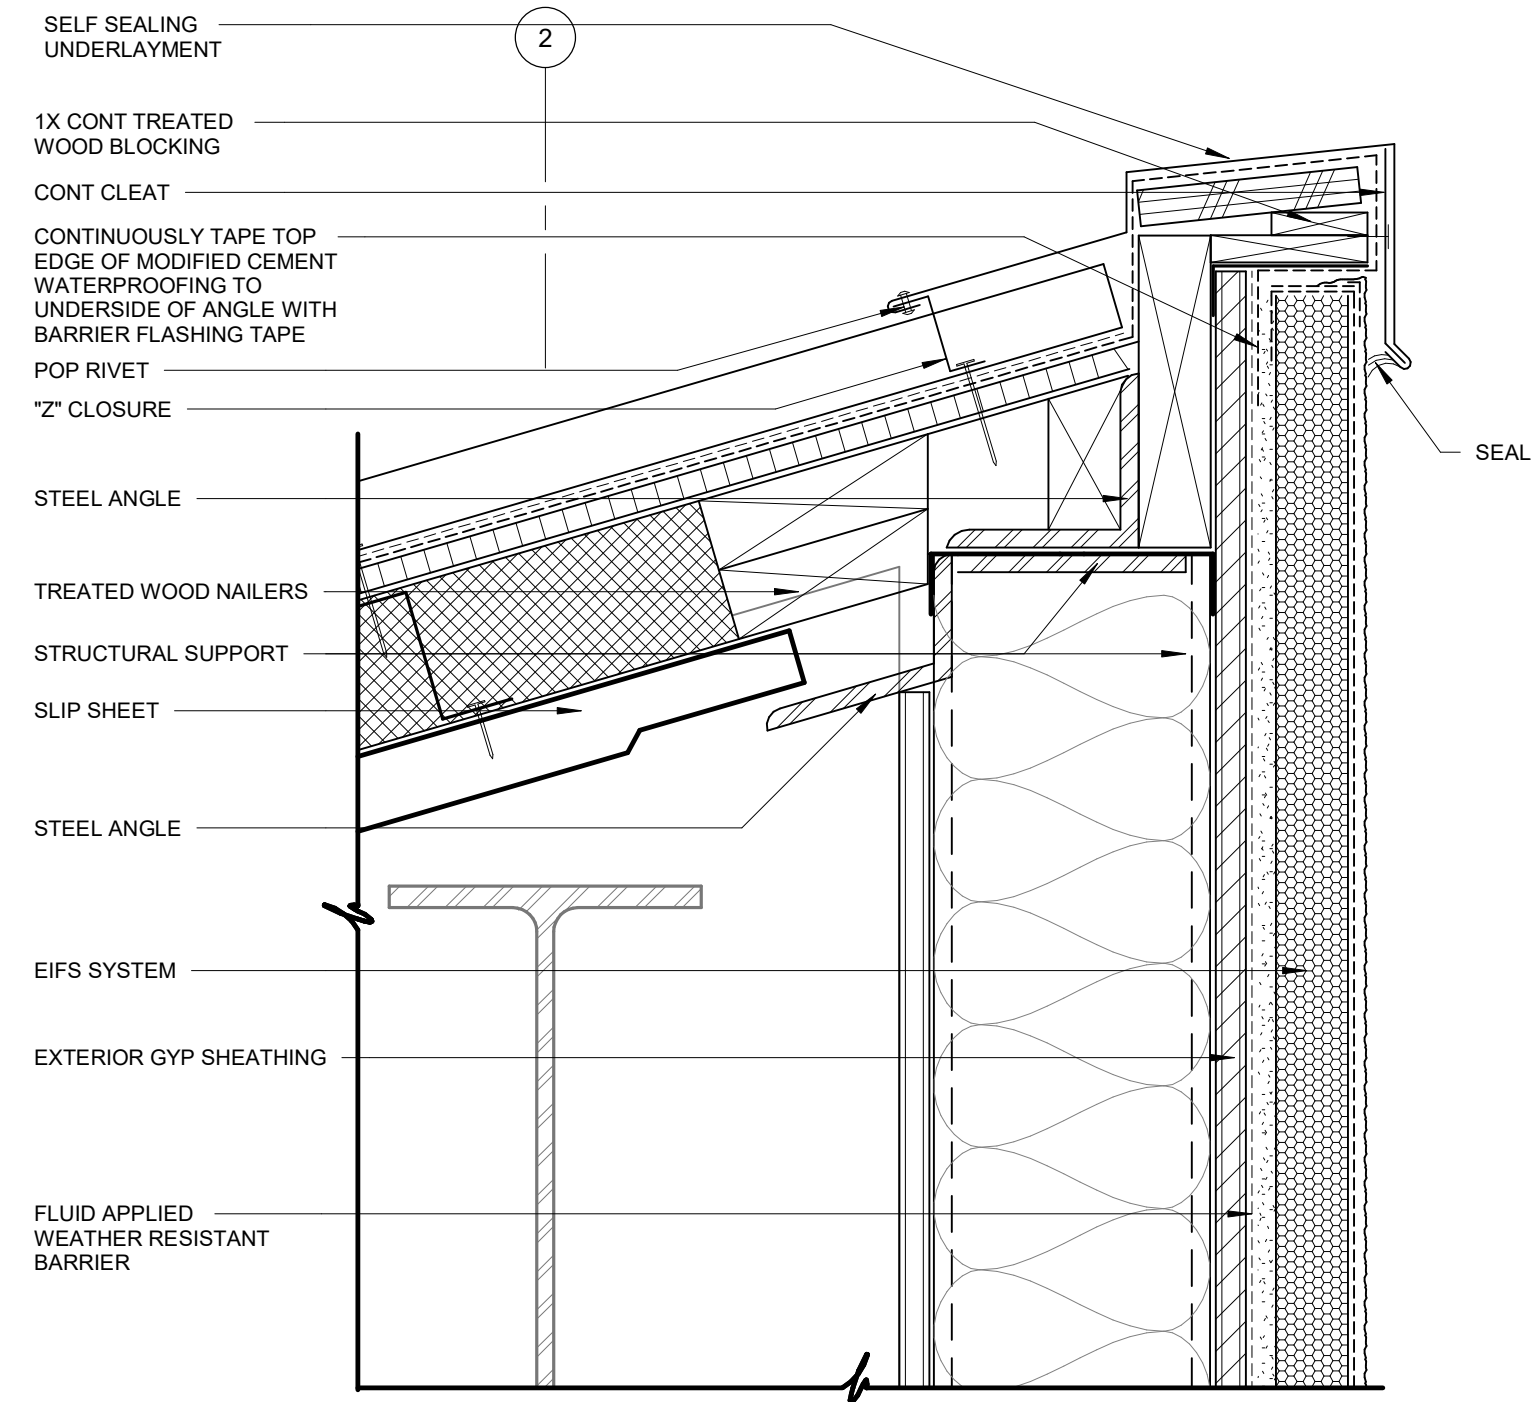 SELF SEALING
UNDERLAYMENT
2
1X CONT TREATED
WOOD BLOCKING
CONT CLEAT
CONTINUOUSLY TAPE TOP
EDGE OF MODIFIED CEMENT
WATERPROOFING TO
UNDERSIDE OF ANGLE WITH
BARRIER FLASHING TAPE
POP RIVET
"Z" CLOSURE
SEAL
STEEL ANGLE
TREATED WOOD NAILERS
STRUCTURAL SUPPORT
SLIP SHEET
STEEL ANGLE
EIFS SYSTEM
EXTERIOR GYP SHEATHING
FLUID APPLIED
WEATHER RESISTANT
BARRIER